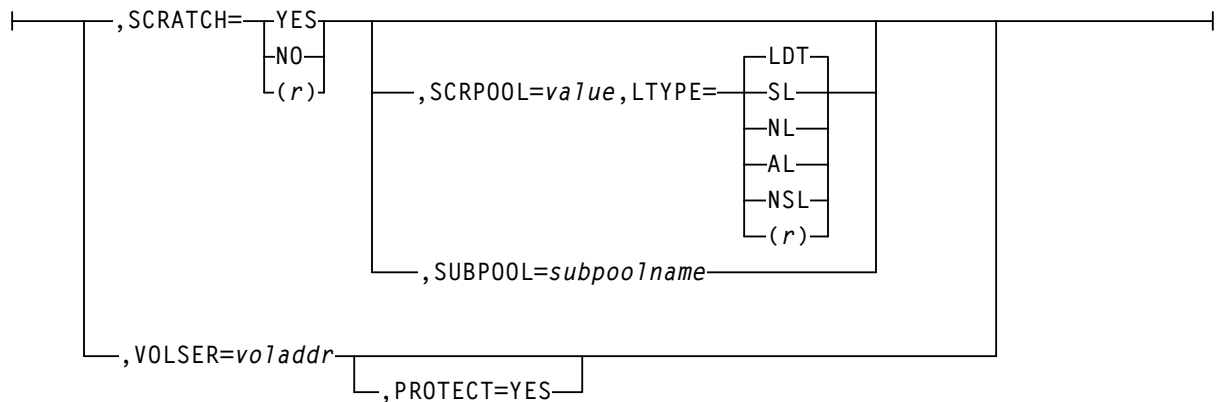 ,SCRATCH= YES
NO
(r)
LDT
,SCRPOOL=value,LTYPE= SL
NL
AL
NSL
(r)
,SUBPOOL=subpoolname
,VOLSER=voladdr
,PROTECT=YES